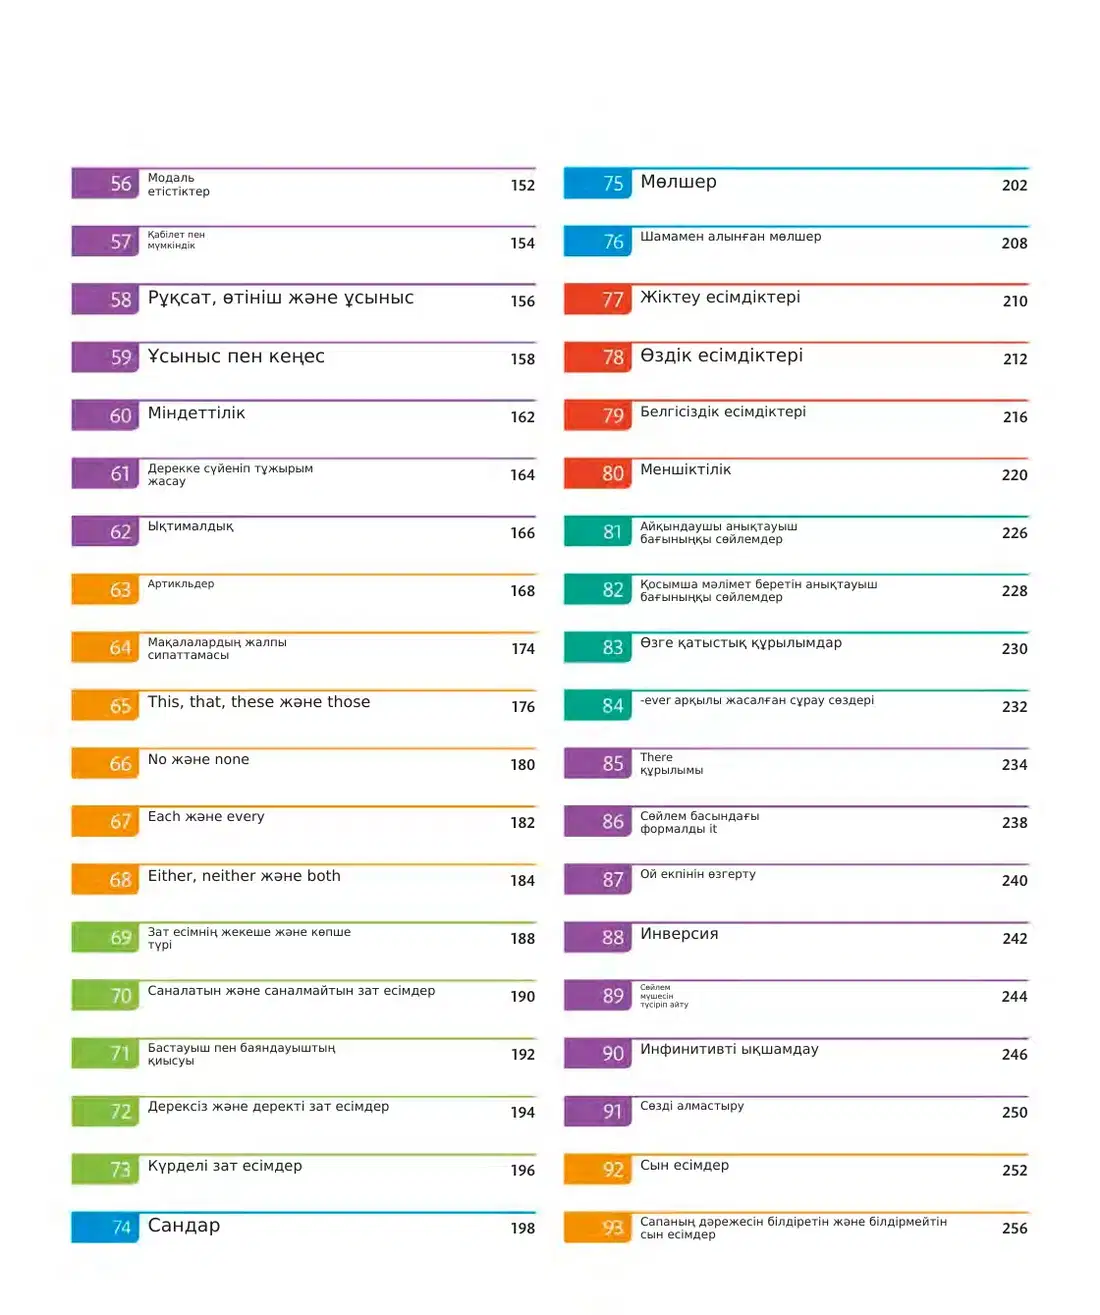 56
Модаль
етістіктер
152
57
Қабілет пен
мүмкіндік
154
58
Рұқсат, өтініш және ұсыныс
156
59
Ұсыныс пен кеңес
158
60
Міндеттілік
162
61
Дерекке сүйеніп тұжырым
жасау
164
62
Ықтималдық
166
63
Артикльдер
168
64
Мақалалардың жалпы
сипаттамасы
174
65
This, that, these және those
176
66
No және none
180
67
Each және every
182
68
Either, neither және both
184
69
Зат есімнің жекеше және көпше
түрі
188
70
Саналатын және саналмайтын зат есімдер
190
71
Бастауыш пен баяндауыштың
қиысуы
192
72
Дерексіз және деректі зат есімдер
194
73
Күрделі зат есімдер
196
74
Сандар
198
75
Мөлшер
202
76
Шамамен алынған мөлшер
208
77
Жіктеу есімдіктері
210
78
Өздік есімдіктері
212
79
Белгісіздік есімдіктері
216
80
Меншіктілік
220
81
Айқындаушы анықтауыш
бағыныңқы сөйлемдер
226
82
Қосымша мәлімет беретін анықтауыш
бағыныңқы сөйлемдер
228
83
Өзге қатыстық құрылымдар
230
84
-ever арқылы жасалған сұрау сөздері
232
85
There
құрылымы
234
86
Сөйлем басындағы
формалды it
238
87
Ой екпінін өзгерту
240
88
Инверсия
242
89
Сөйлем
мүшесін
түсіріп айту
244
90
Инфинитивті ықшамдау
246
91
Сөзді алмастыру
250
92
Сын есімдер
252
93
Сапаның дәрежесін білдіретін және білдірмейтін
сын есімдер
256